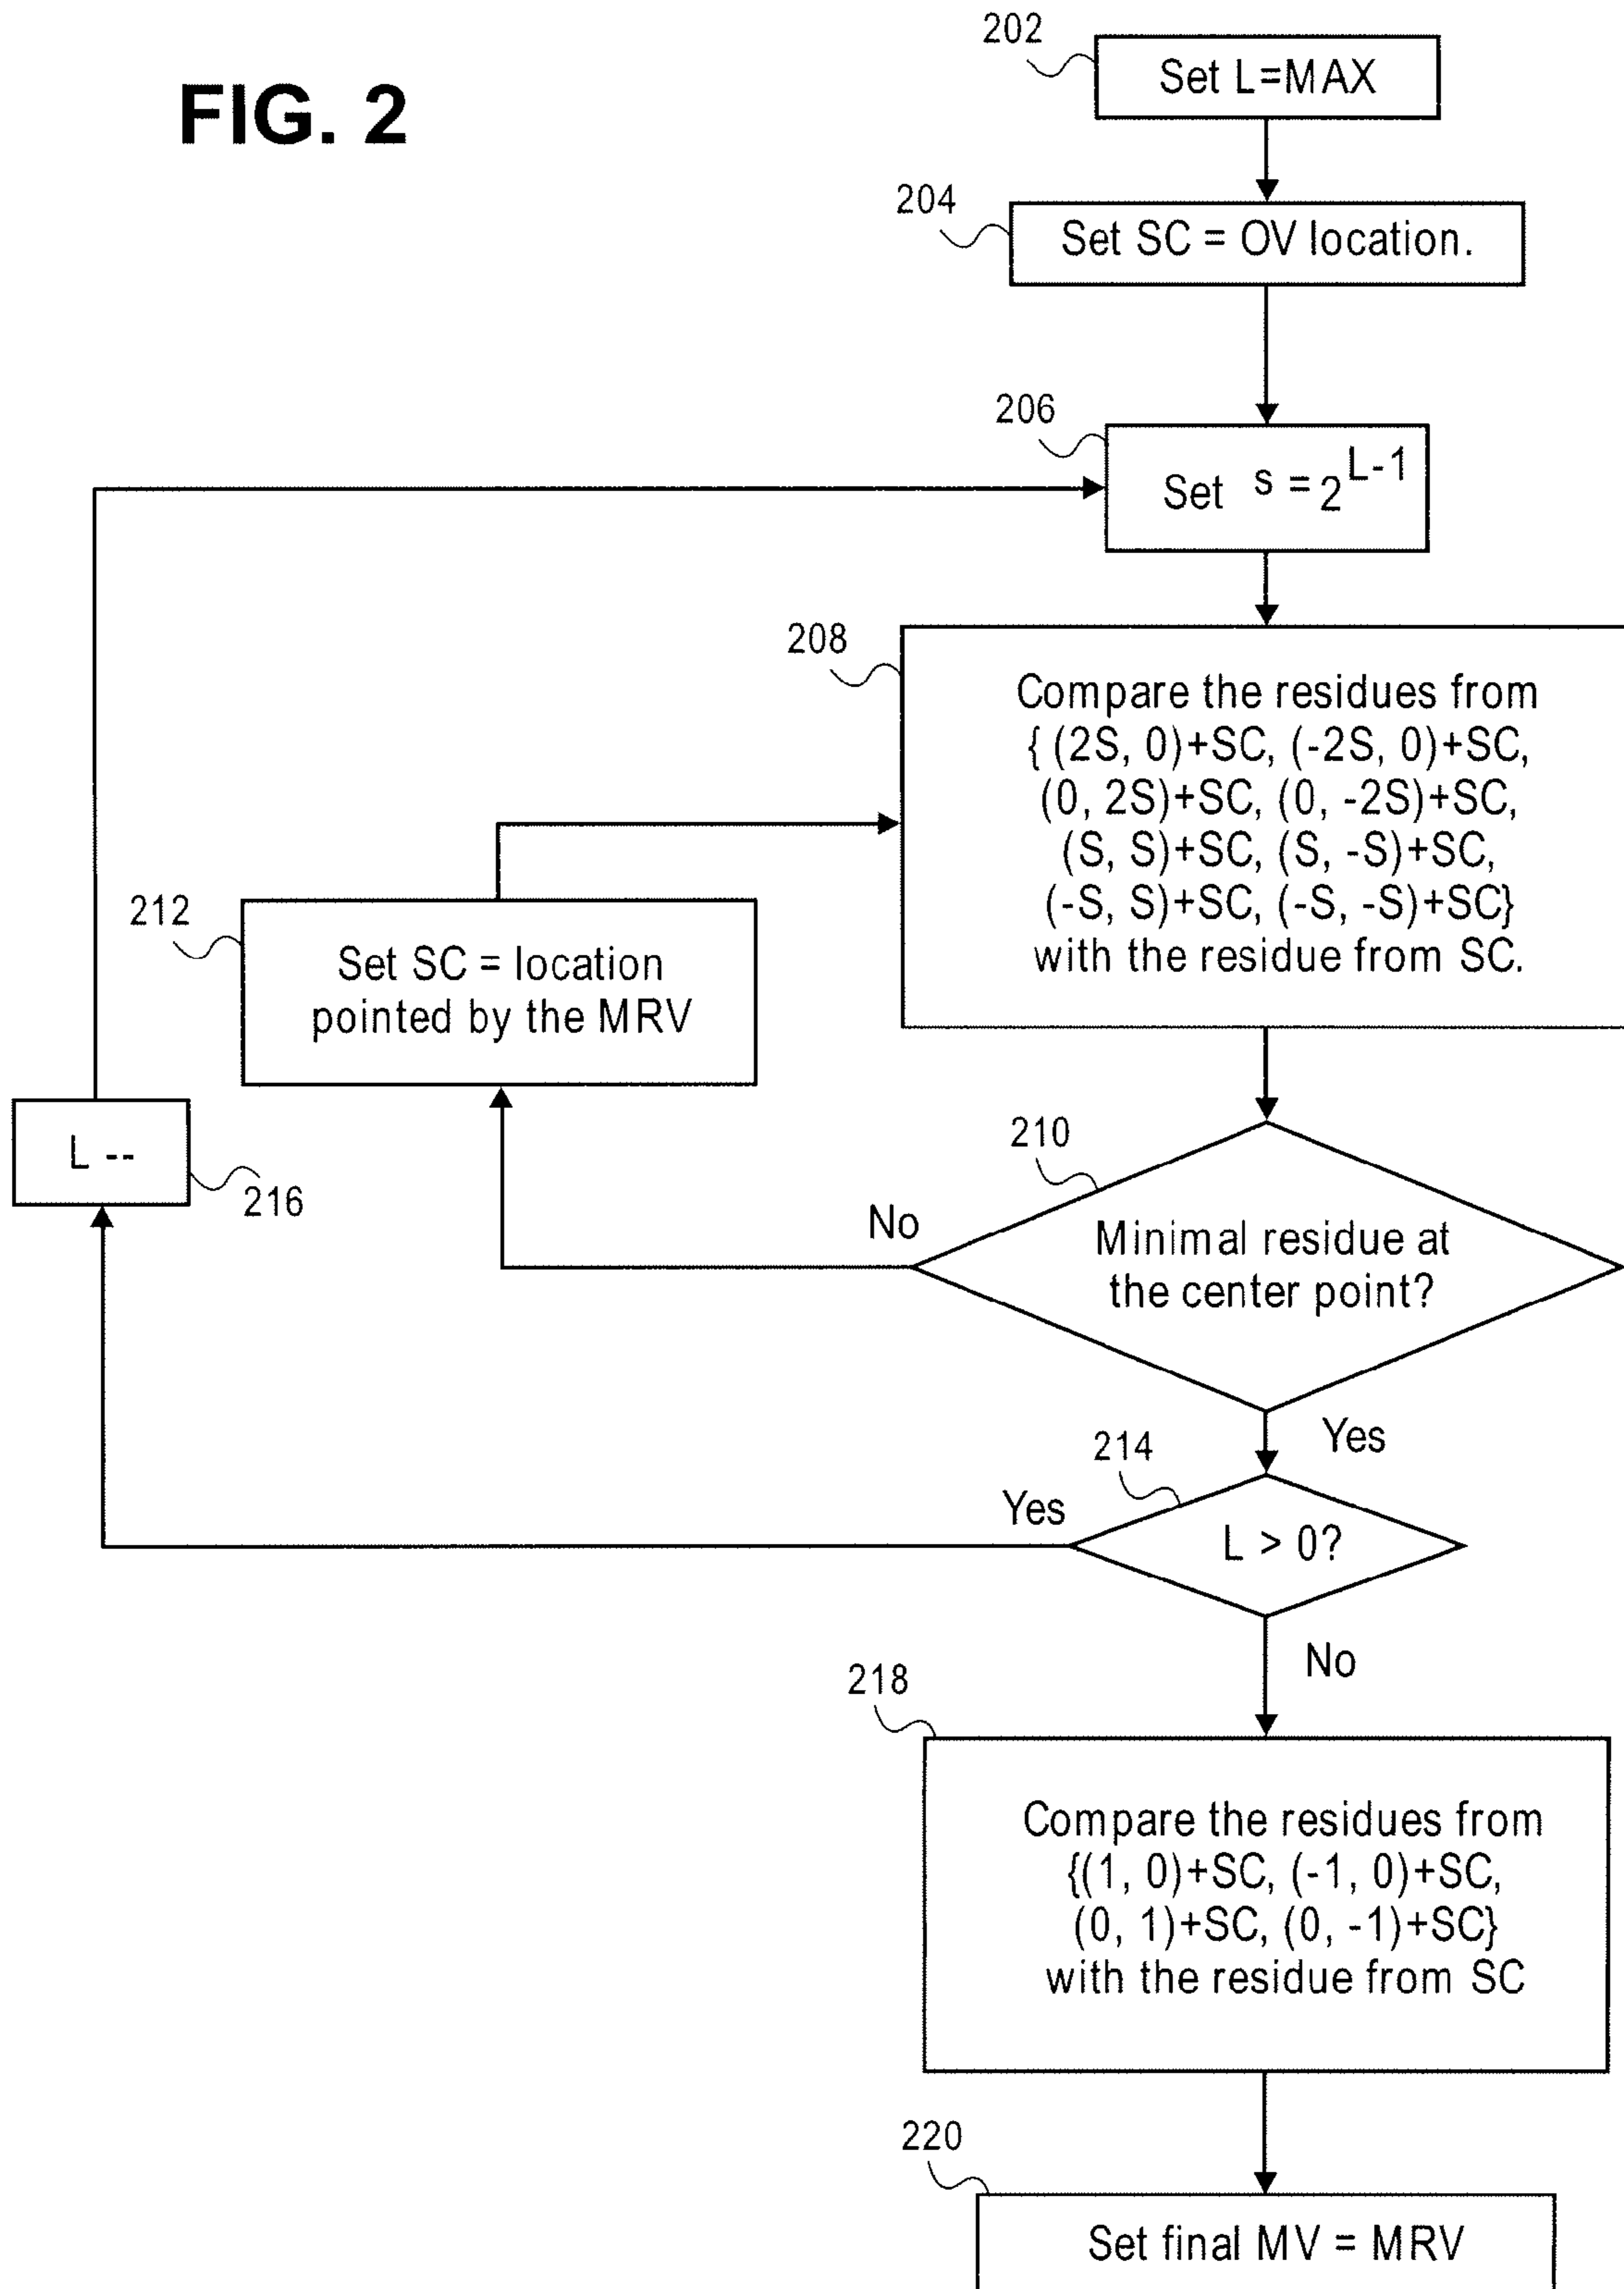 FIG. 2
202
Set L=MAX
204
Set SC = OV location.
206
Set s = 2^L-1
208
Compare the residues from
{ (2S, 0)+SC, (-2S, 0)+SC,
(0, 2S)+SC, (0, -2S)+SC,
(S, S)+SC, (S, -S)+SC,
(-S, S)+SC, (-S, -S)+SC}
with the residue from SC.
212
Set SC = location
pointed by the MRV
L --
216
210
No
Minimal residue at
the center point?
Yes
214
Yes
L > 0?
No
218
Compare the residues from
{(1, 0)+SC, (-1, 0)+SC,
(0, 1)+SC, (0, -1)+SC}
with the residue from SC
220
Set final MV = MRV